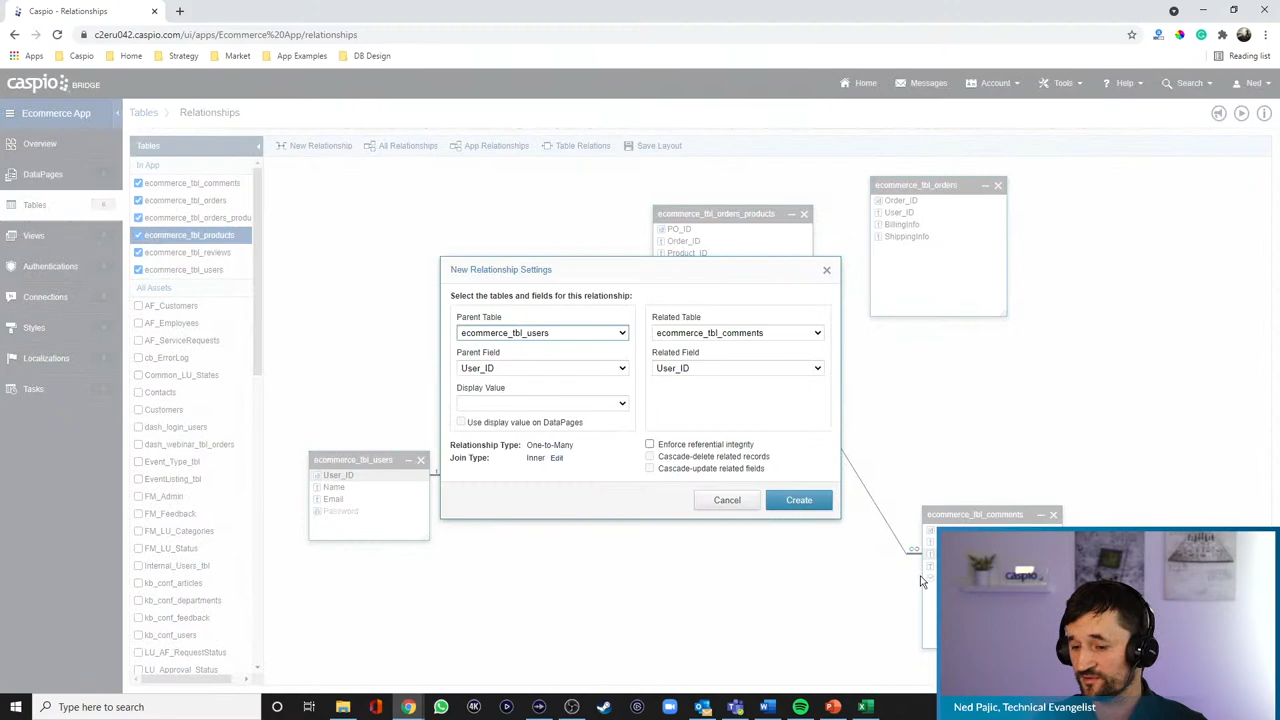 Caspio - Relationships
c2eru042.caspio.com/ui/apps/Ecommerce%20App/relationships
Apps Caspio Home Strategy Market App Examples DB Design Reading list
caspio BRIDGE Home Messages Account Tools Help Search Ned
Ecommerce App
Tables Relationships
Overview
DataPages
Tables 6
Views
Authentications
Connections
Styles
Localizations
Tasks
Tables
In App
ecommerce_tbl_comments
ecommerce_tbl_orders
ecommerce_tbl_orders_produ
ecommerce_tbl_products
ecommerce_tbl_reviews
ecommerce_tbl_users
All Assets
AF_Customers
AF_Employees
AF_ServiceRequests
cb_ErrorLog
Common_LU_States
Contacts
Customers
dash_login_users
dash_webinar_tbl_orders
Event_Type_tbl
EventListing_tbl
FM_Admin
FM_Feedback
FM_LU_Categories
FM_LU_Status
Internal_Users_tbl
kb_conf_articles
kb_conf_departments
kb_conf_feedback
kb_conf_users
LU_AF_RequestStatus
LU_Approval_Status
New Relationship All Relationships App Relationships Table Relations Save Layout
ecommerce_tbl_orders_products
PO_ID
Order_ID
Product_ID
ecommerce_tbl_orders
Order_ID
User_ID
BillingInfo
ShippingInfo
ecommerce_tbl_users
User_ID
Name
Email
Password
ecommerce_tbl_comments
New Relationship Settings
Select the tables and fields for this relationship:
Parent Table
ecommerce_tbl_users
Parent Field
User_ID
Display Value
Use display value on DataPages
Related Table
ecommerce_tbl_comments
Related Field
User_ID
Relationship Type: One-to-Many
Join Type: Inner Edit
Enforce referential integrity
Cascade-delete related records
Cascade-update related fields
Cancel Create
caspio
Ned Pajic, Technical Evangelist
Type here to search